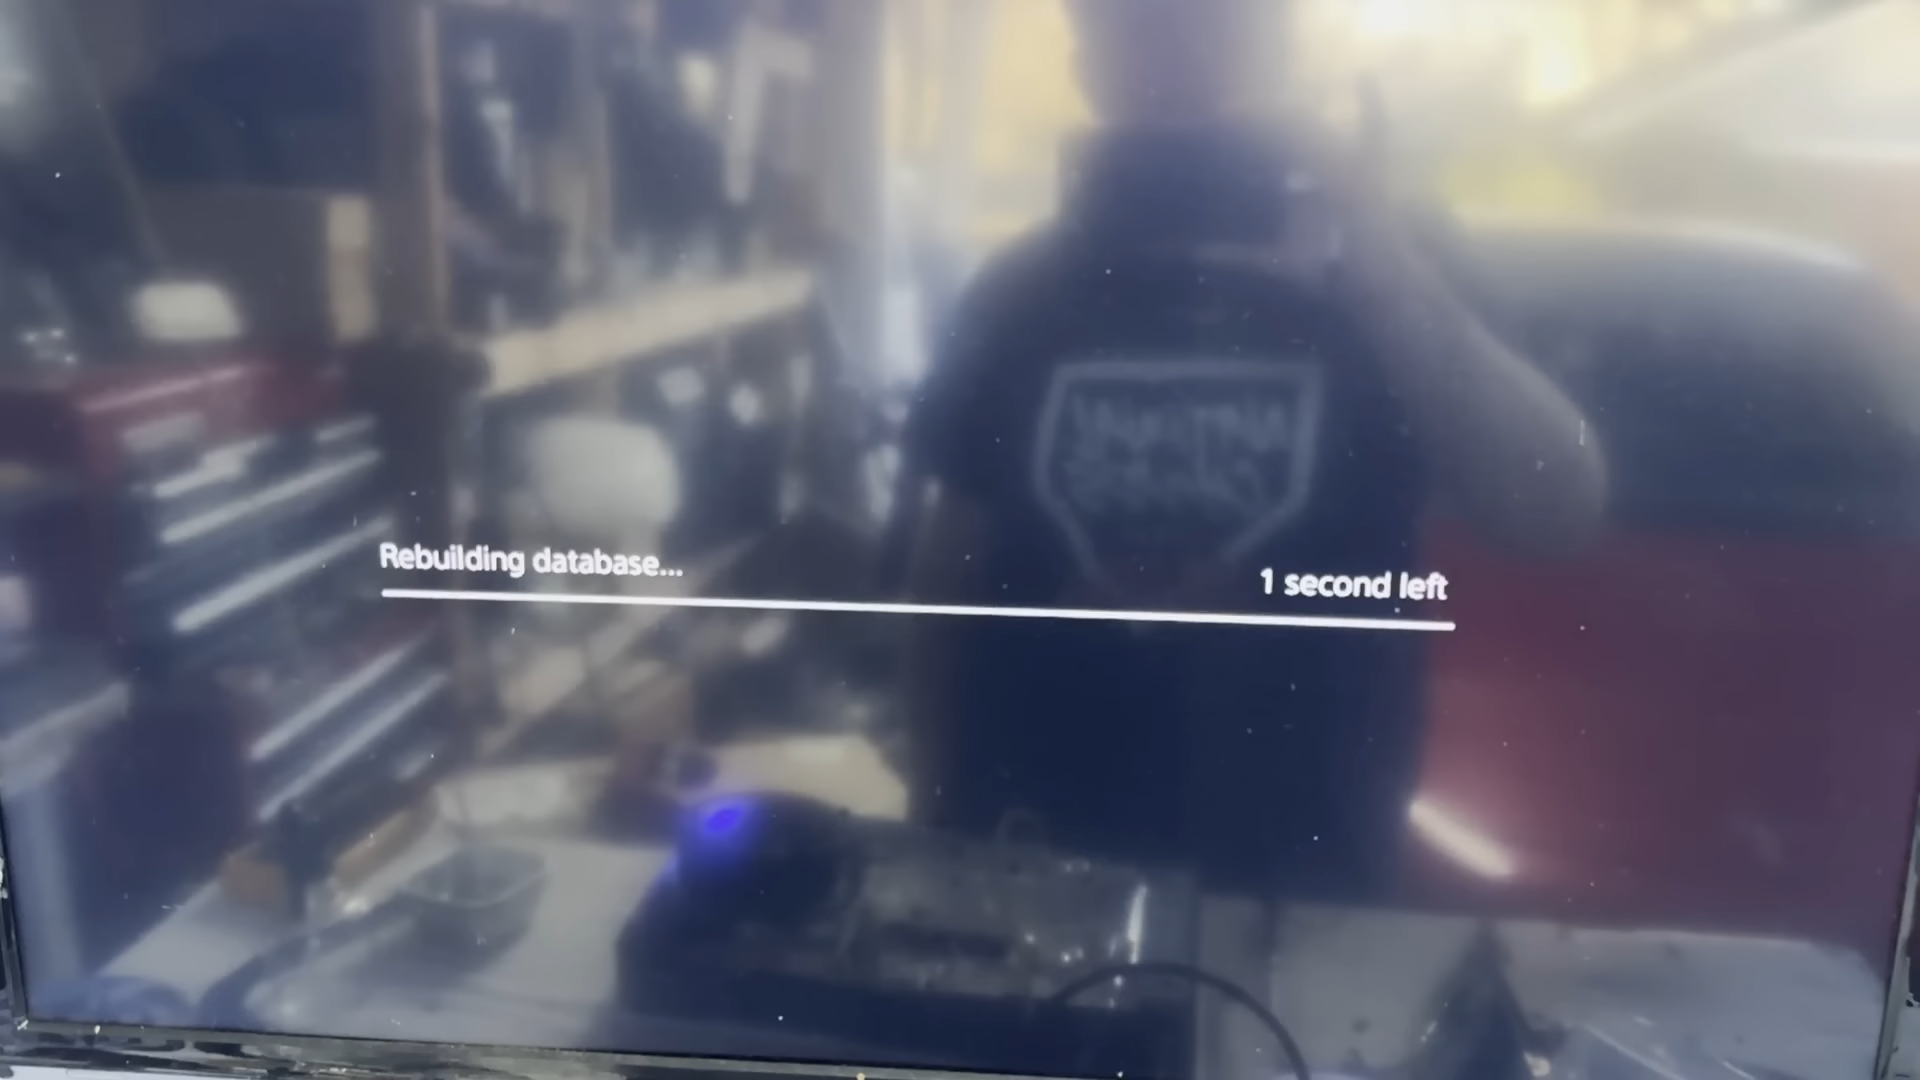 Rebuilding database...
1 second left